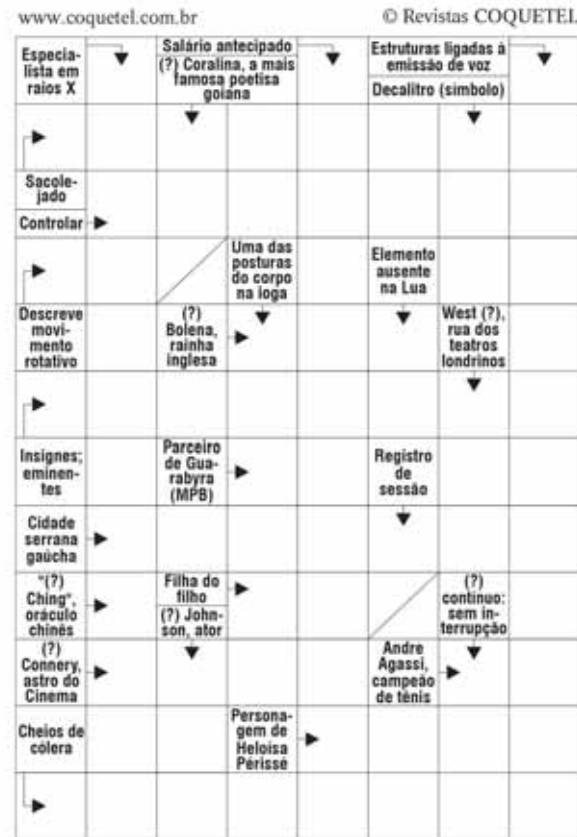 www.coquetel.com.br
© Revistas COQUETEL
Especia-
lista em
raios X
Salário antecipado
(?) Coralina, a mais
famosa poetisa
goiana
Estruturas ligadas à
emissão de voz
Decalitro (símbolo)
Sacole-
jado
Controlar
Uma das
posturas
do corpo
na ioga
Elemento
ausente
na Lua
Descreve
movi-
mento
rotativo
(?)
Bolena,
rainha
inglesa
West (?),
rua dos
teatros
londrinos
Insignes;
eminen-
tes
Parceiro
de Gua-
rabyra
(MPB)
Registro
de
sessão
Cidade
serrana
gaúcha
"(?)
Ching",
oráculo
chinês
Filha do
filho
(?) John-
son, ator
(?)
contínuo:
sem in-
terrupção
(?)
Connery,
astro do
Cinema
Andre
Agassi,
campeão
de tênis
Cheios de
cólera
Persona-
gem de
Heloísa
Périssé